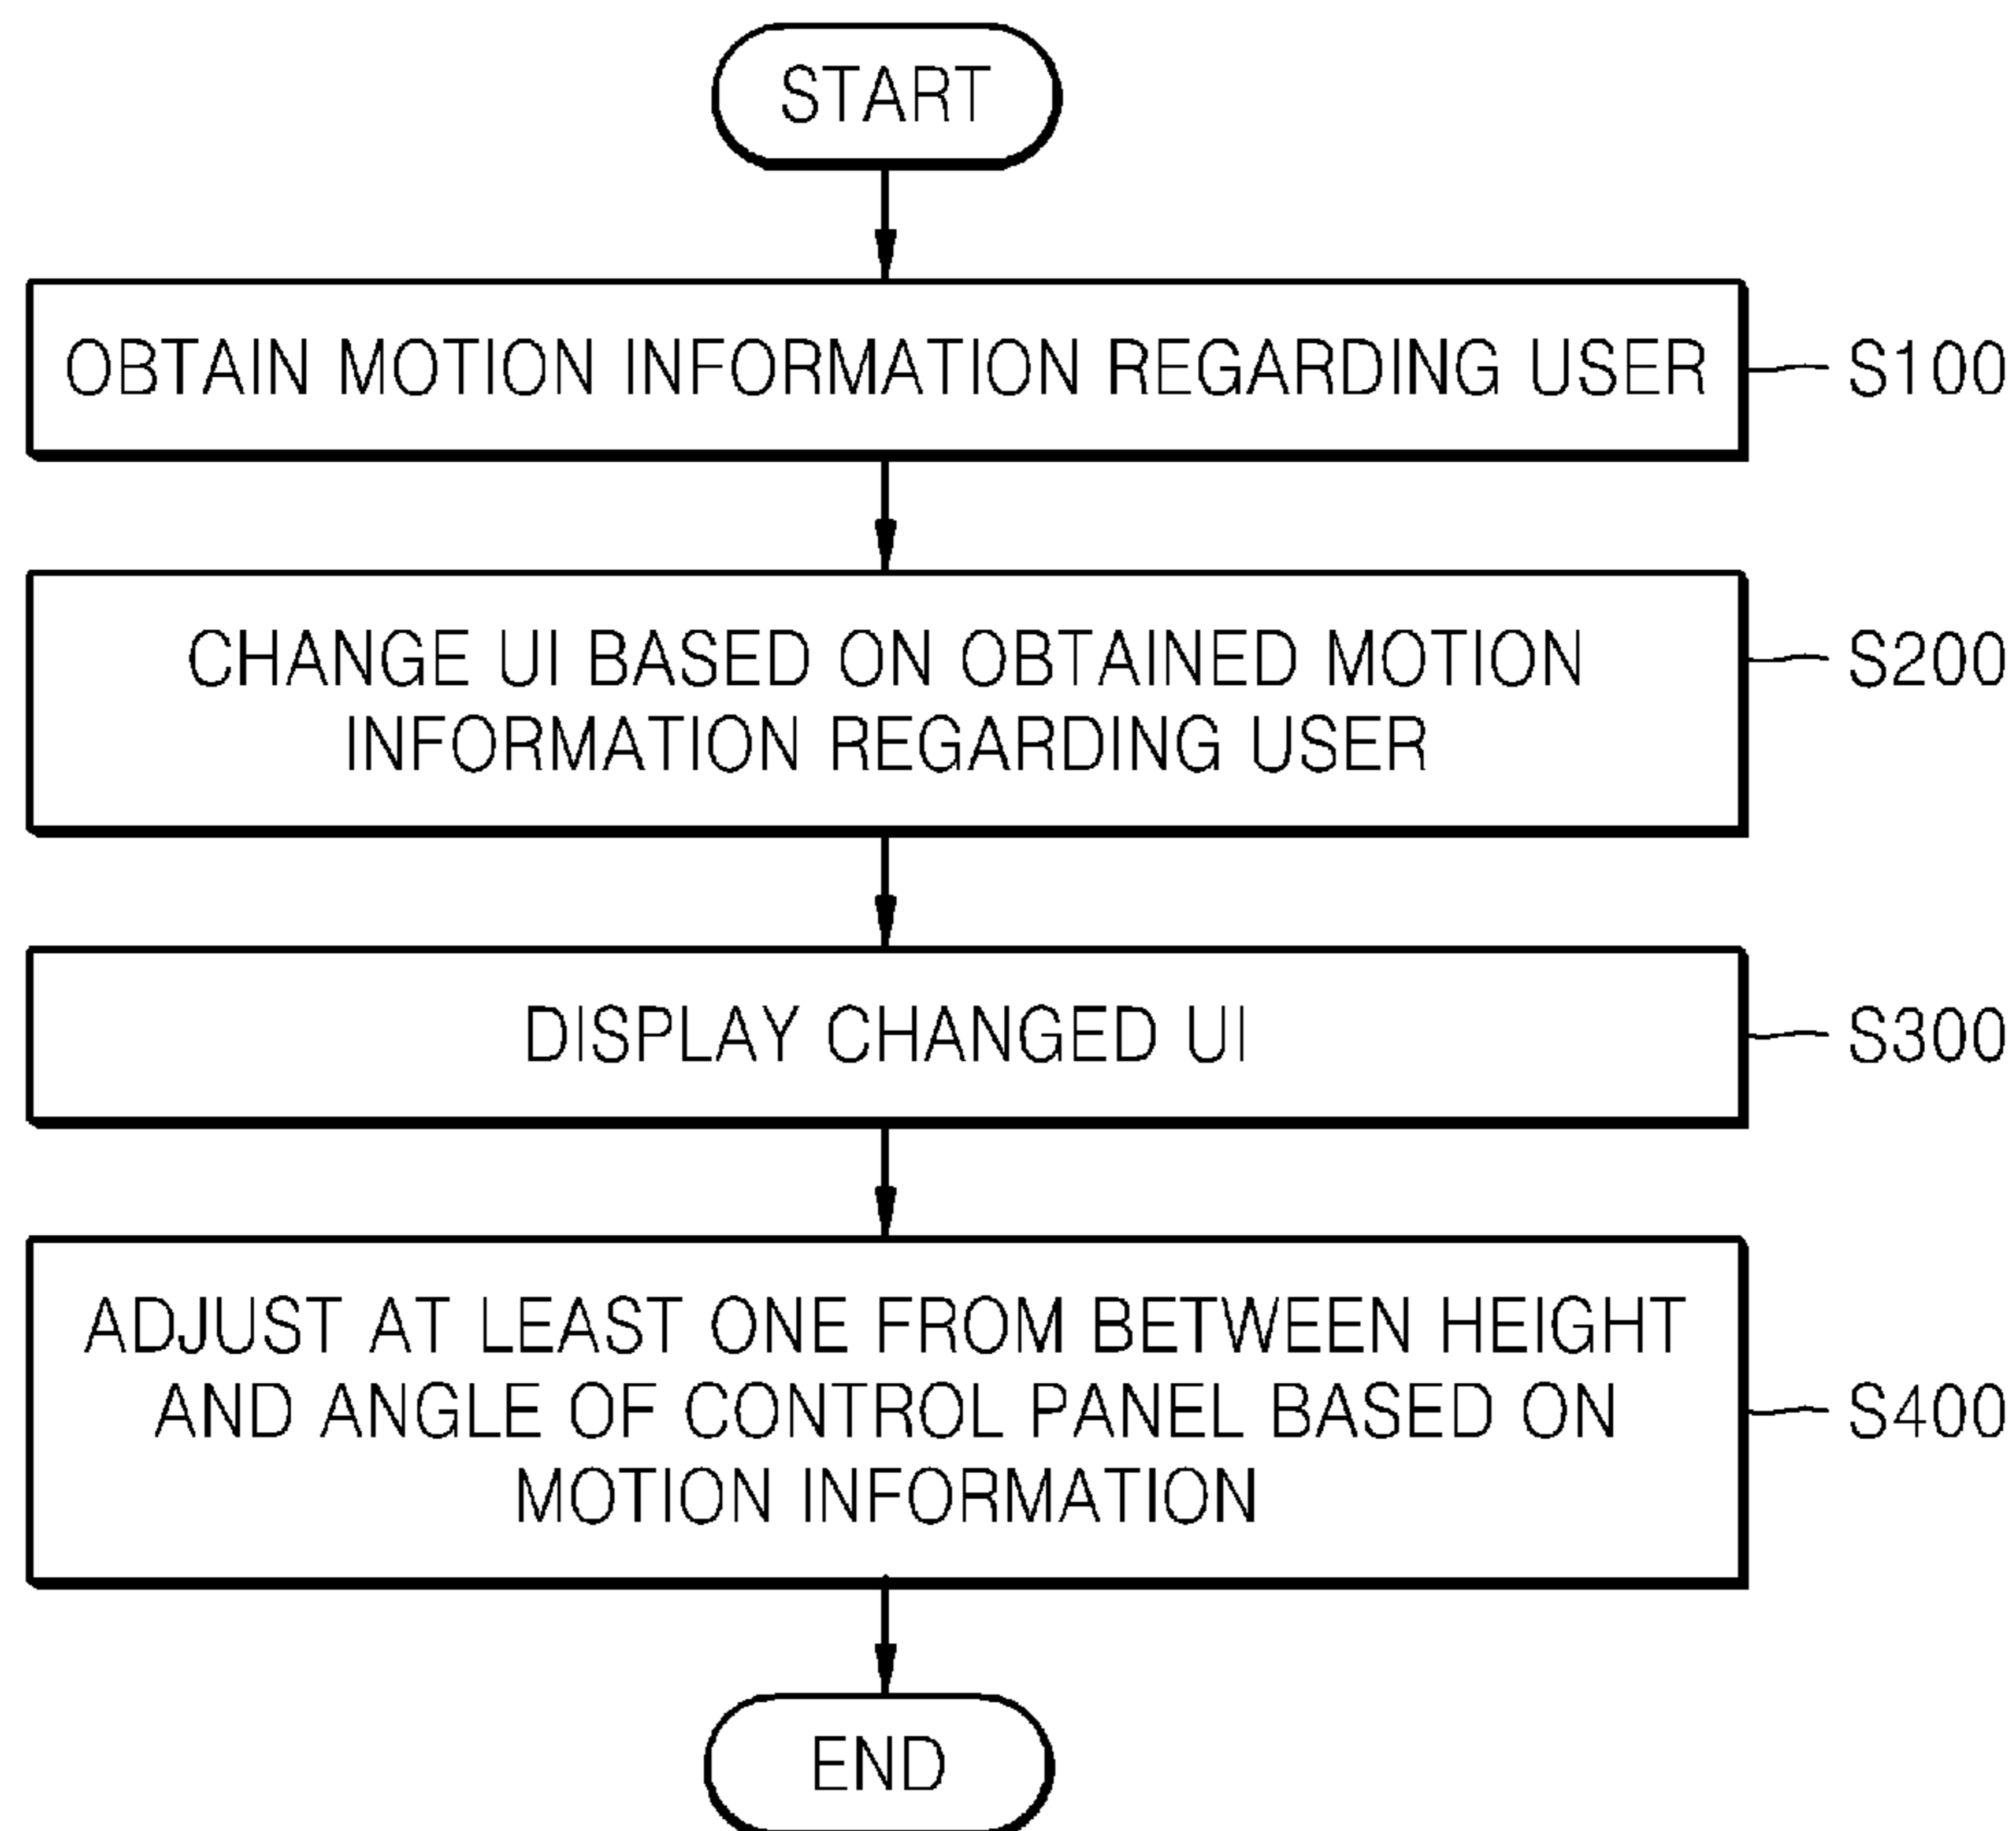 START
OBTAIN MOTION INFORMATION REGARDING USER
S100
CHANGE UI BASED ON OBTAINED MOTION
INFORMATION REGARDING USER
S200
DISPLAY CHANGED UI
S300
ADJUST AT LEAST ONE FROM BETWEEN HEIGHT
AND ANGLE OF CONTROL PANEL BASED ON
MOTION INFORMATION
S400
END